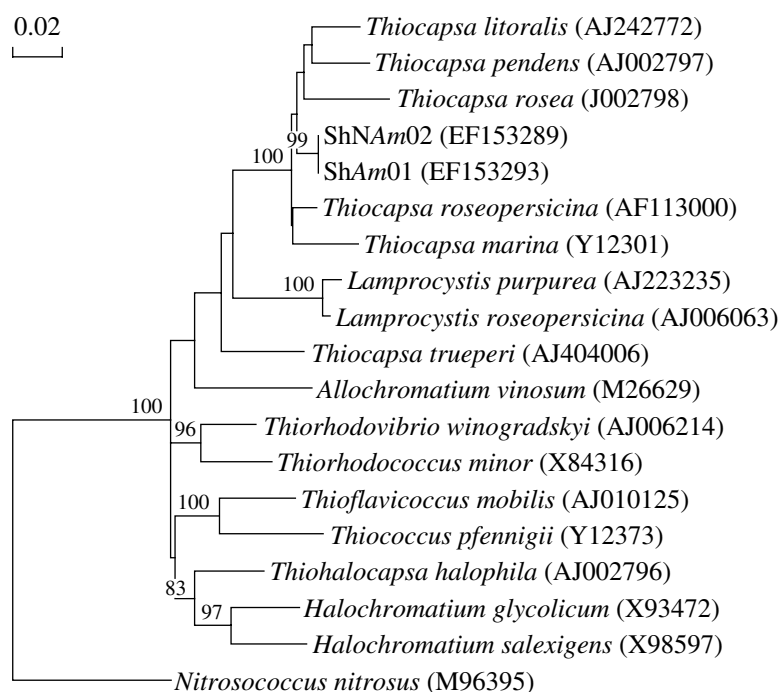 0.02
Thiocapsa litoralis (AJ242772)
Thiocapsa pendens (AJ002797)
Thiocapsa rosea (J002798)
99
ShNAm02 (EF153289)
100
ShAm01 (EF153293)
Thiocapsa roseopersicina (AF113000)
Thiocapsa marina (Y12301)
100
Lamprocystis purpurea (AJ223235)
Lamprocystis roseopersicina (AJ006063)
Thiocapsa trueperi (AJ404006)
Allochromatium vinosum (M26629)
100
Thiorhodovibrio winogradskyi (AJ006214)
96
Thiorhodococcus minor (X84316)
100
Thioflavicoccus mobilis (AJ010125)
Thiococcus pfennigii (Y12373)
Thiohalocapsa halophila (AJ002796)
83
97
Halochromatium glycolicum (X93472)
Halochromatium salexigens (X98597)
Nitrosococcus nitrosus (M96395)